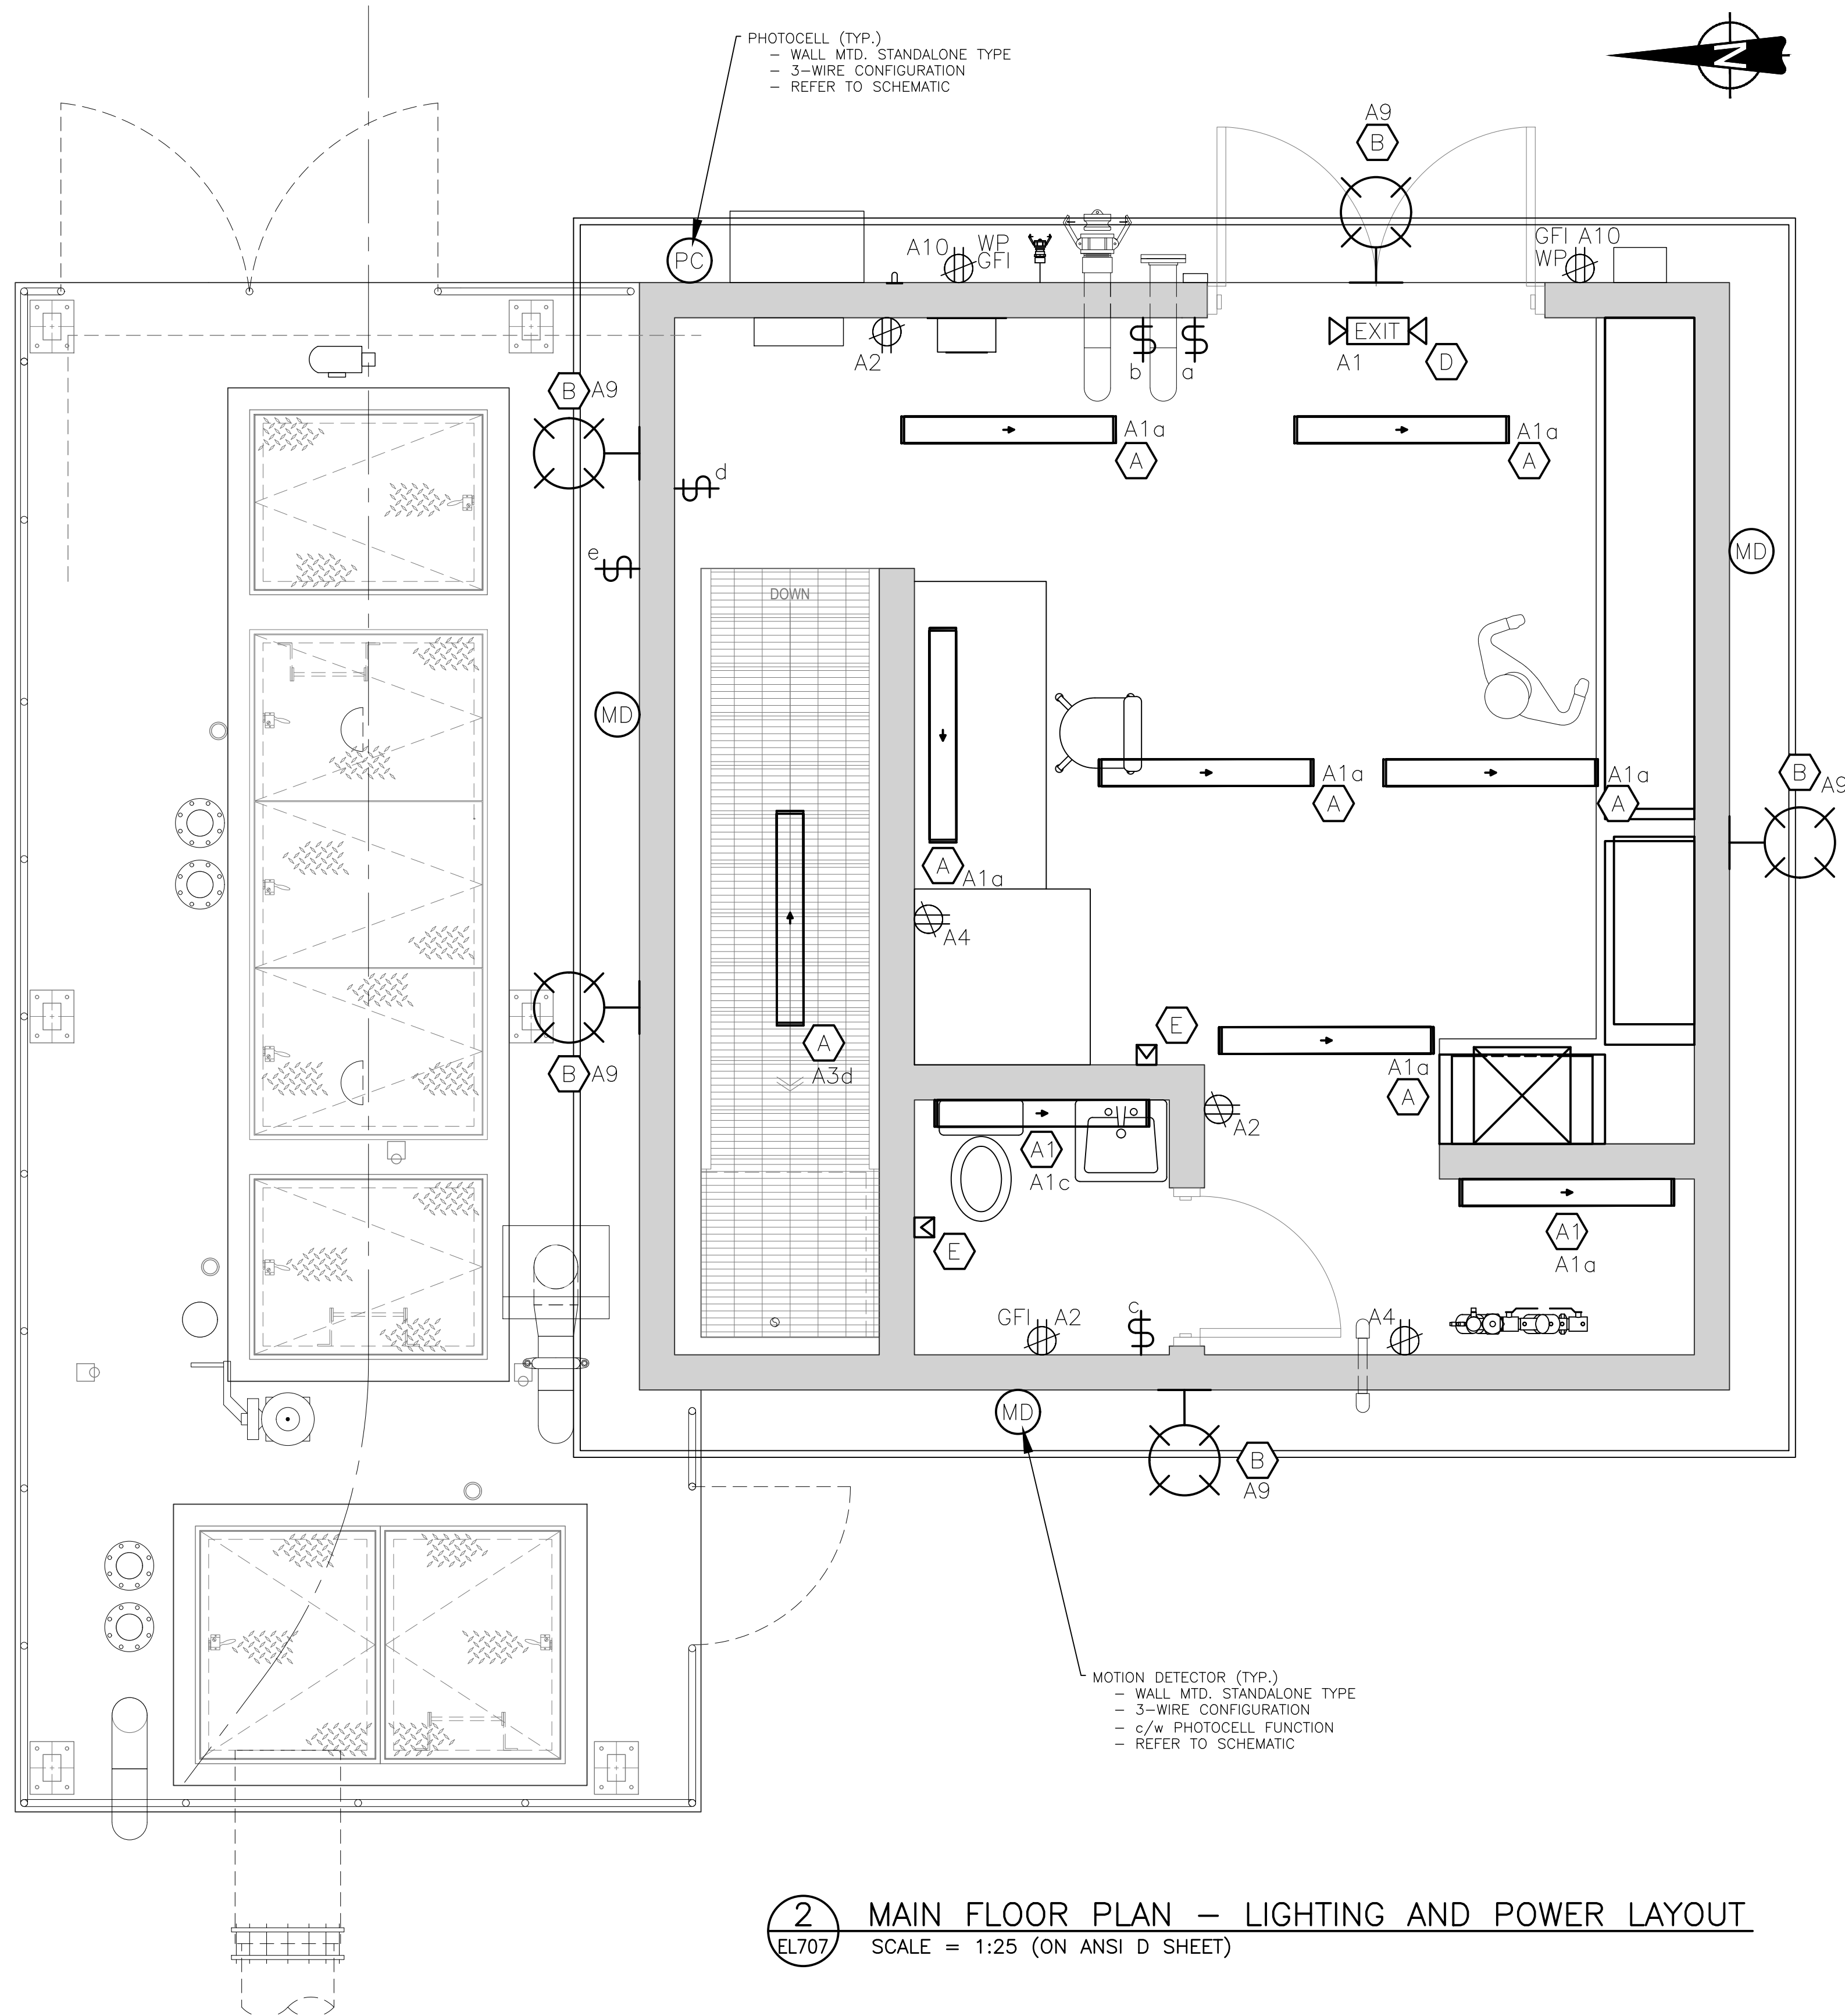 PHOTOCELL (TYP.)
– WALL MTD. STANDALONE TYPE
– 3–WIRE CONFIGURATION
– REFER TO SCHEMATIC
N
A9
B
PC
A10
WP
GFI
GFI A10
WP
A2
b
a
EXIT
A1
D
B
A9
A1a
A
A1a
A
d
e
MD
DOWN
MD
A1a
A
A1a
A
B
A9
A
A1a
A4
A
A3d
E
B
A9
A1a
A
A2
A1
A1c
E
A1
A1a
GFI
A2
c
A4
MD
B
A9
MOTION DETECTOR (TYP.)
– WALL MTD. STANDALONE TYPE
– 3–WIRE CONFIGURATION
– c/w PHOTOCELL FUNCTION
– REFER TO SCHEMATIC
2
EL707
MAIN FLOOR PLAN – LIGHTING AND POWER LAYOUT
SCALE = 1:25 (ON ANSI D SHEET)